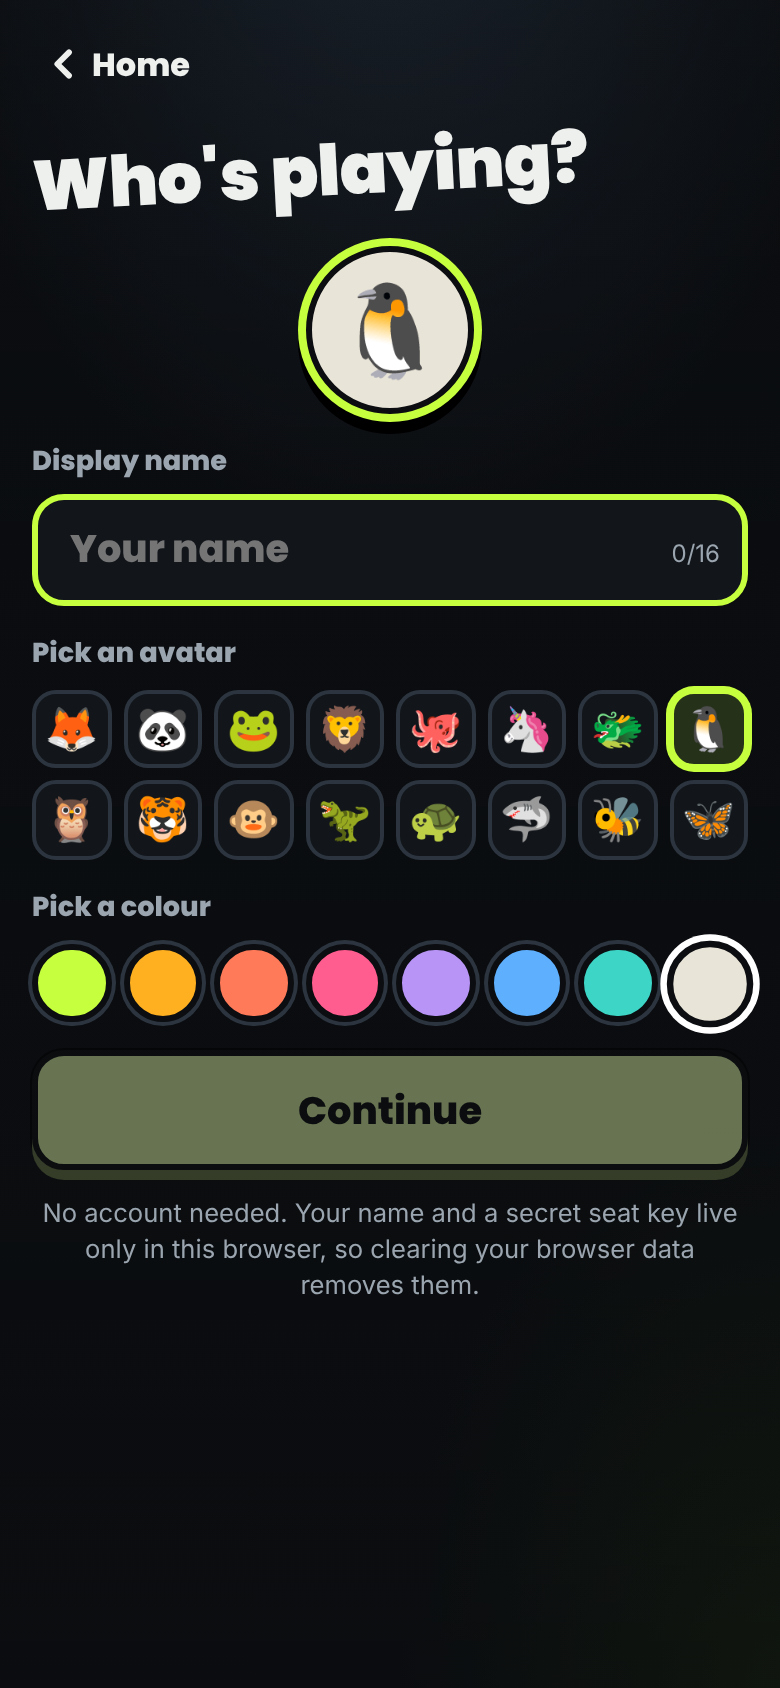 Home
Who's playing?
Display name
Your name
0/16
Pick an avatar
Pick a colour
Continue
No account needed. Your name and a secret seat key live
only in this browser, so clearing your browser data
removes them.